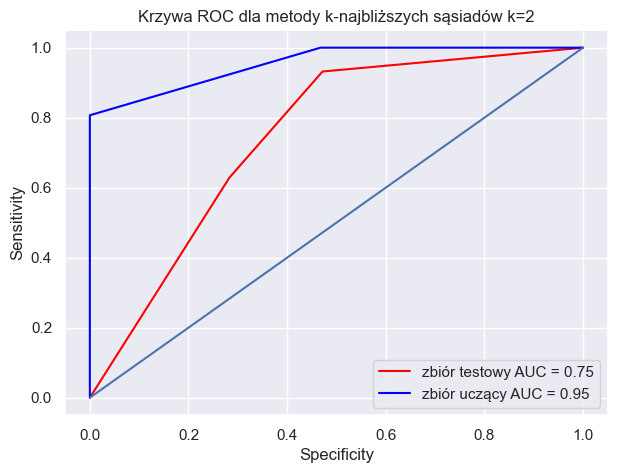 Krzywa ROC dla metody k-najbliższych sąsiadów k=2
1.0
0.8
0.6
0.4
0.2
0.0
Sensitivity
zbiór testowy AUC = 0.75
zbiór uczący AUC = 0.95
0.0 0.2 0.4 0.6 0.8 1.0
Specificity